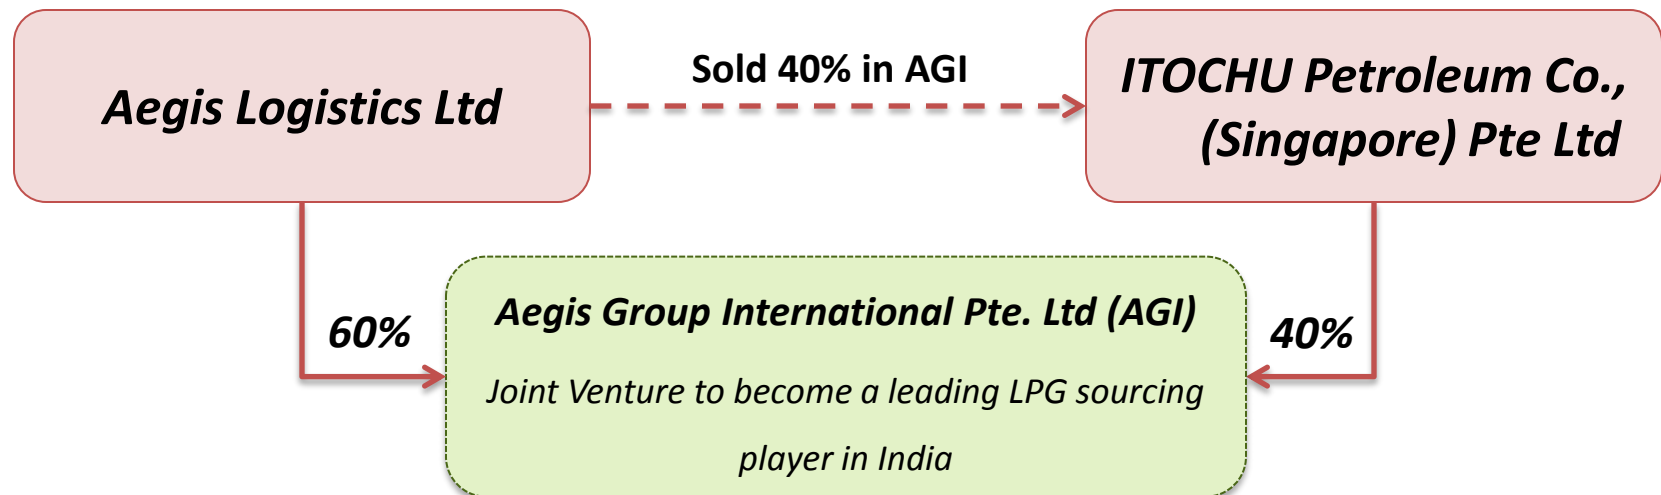 Aegis Logistics Ltd
Sold 40% in AGI
ITOCHU Petroleum Co.,
(Singapore) Pte Ltd
60%
Aegis Group International Pte. Ltd (AGI)
Joint Venture to become a leading LPG sourcing
player in India
40%